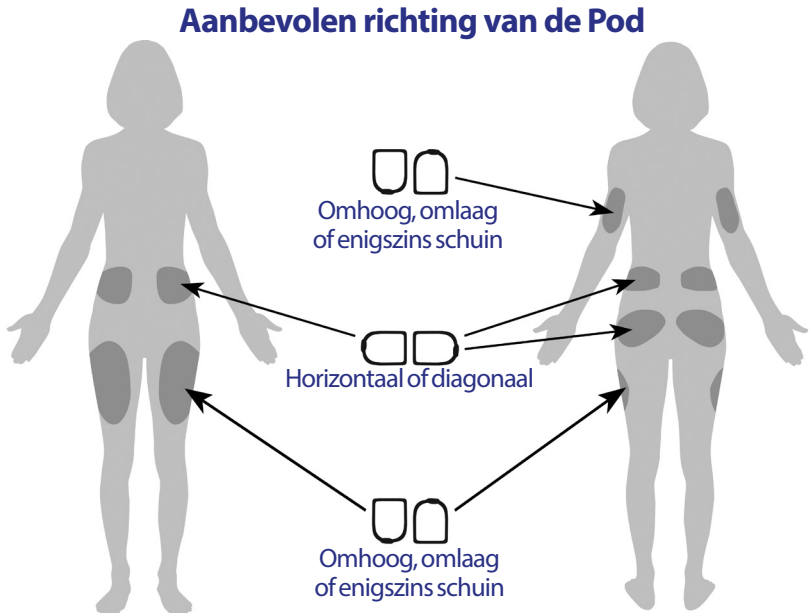 Aanbevolen richting van de Pod
Omhoog, omlaag
of enigszins schuin
Horizontaal of diagonaal
Omhoog, omlaag
of enigszins schuin